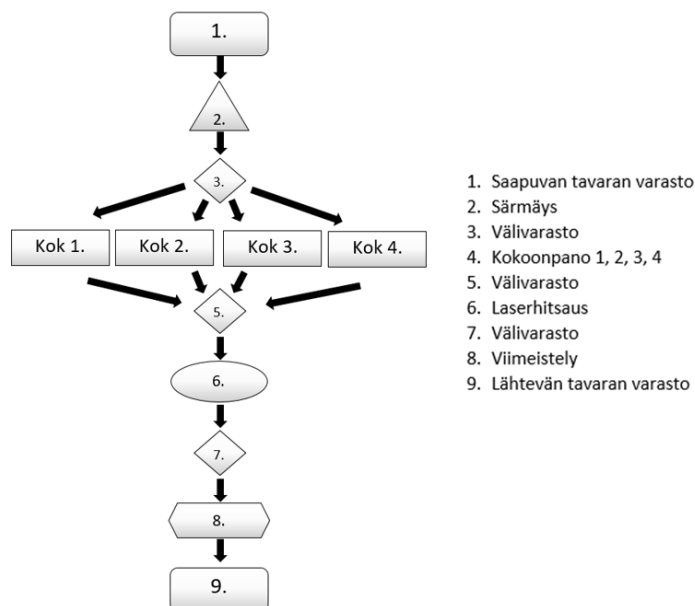 1.
2.
3.
Kok 1.
Kok 2.
Kok 3.
Kok 4.
5.
6.
7.
8.
9.
1. Saapuvan tavaran varasto
2. Särmäys
3. Välivarasto
4. Kokoonpano 1, 2, 3, 4
5. Välivarasto
6. Laserhitsaus
7. Välivarasto
8. Viimeistely
9. Lähtevän tavaran varasto